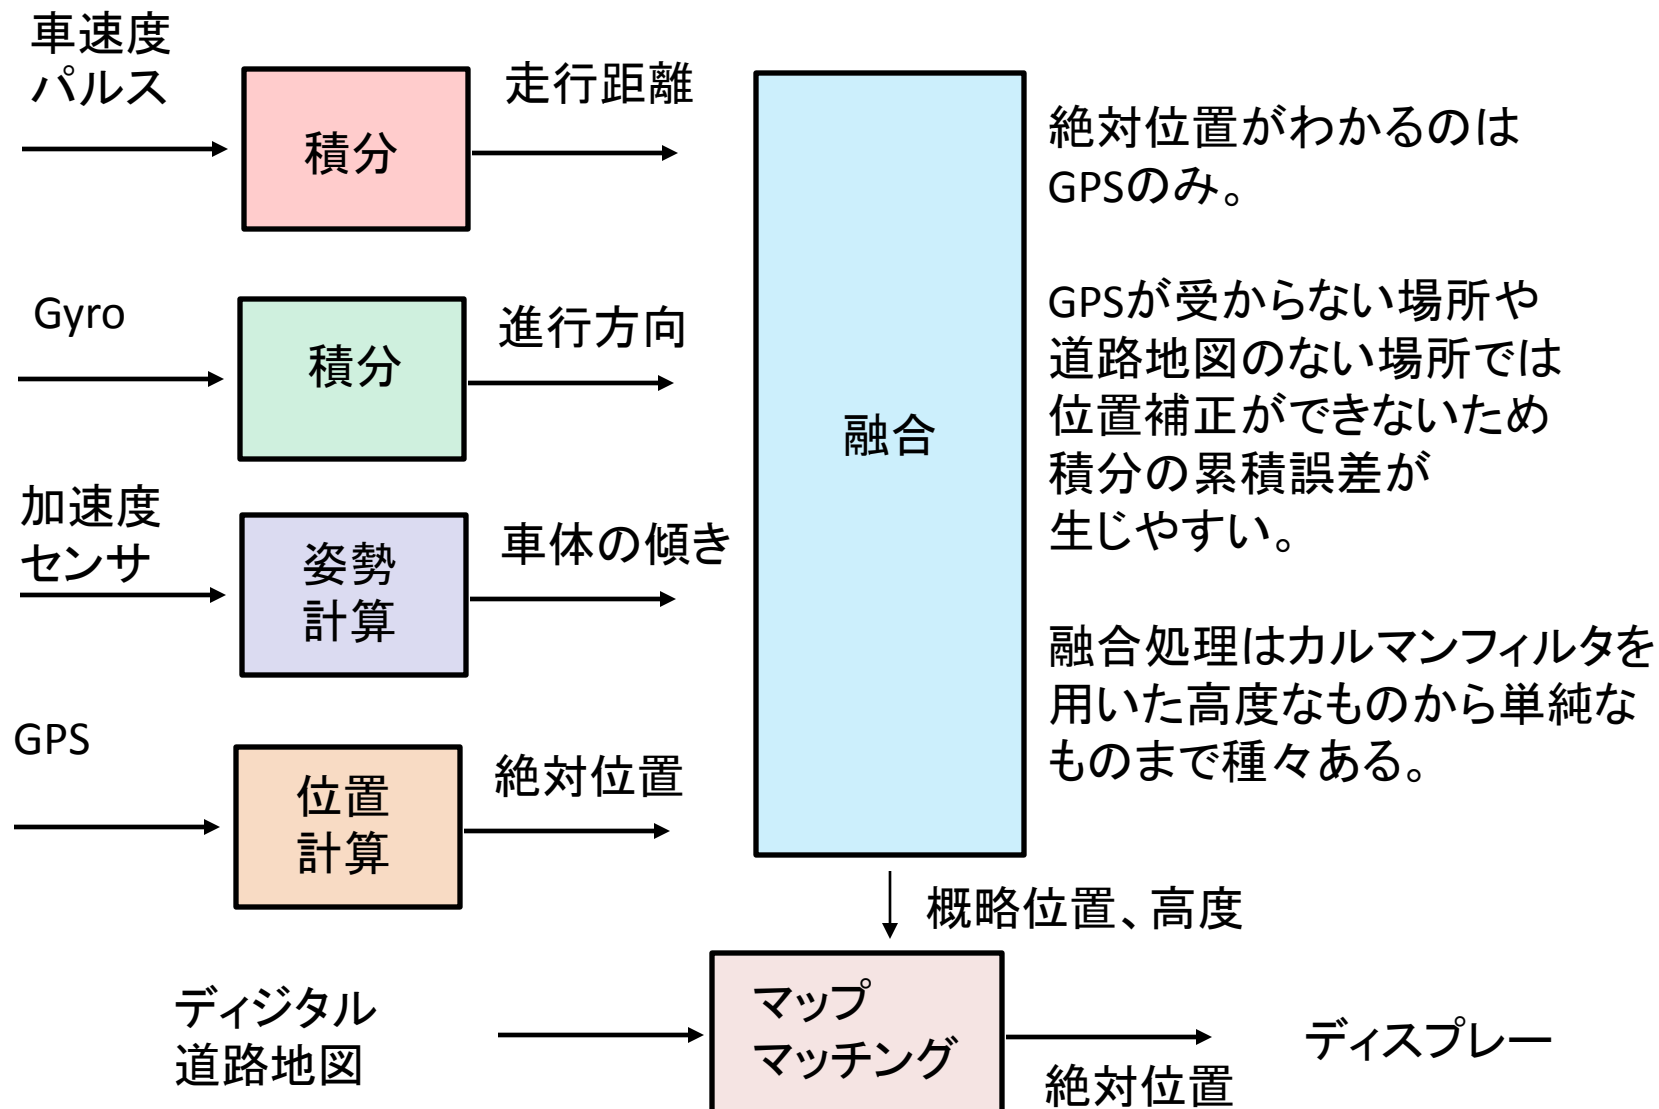 車速度
パルス
積分
走行距離
Gyro
積分
進行方向
加速度
センサ
姿勢
計算
車体の傾き
GPS
位置
計算
絶対位置
融合
絶対位置がわかるのは
GPSのみ。
GPSが受からない場所や
道路地図のない場所では
位置補正ができないため
積分の累積誤差が
生じやすい。
融合処理はカルマンフィルタを
用いた高度なものから単純な
ものまで種々ある。
概略位置、高度
ディジタル
道路地図
マップ
マッチング
絶対位置
ディスプレー